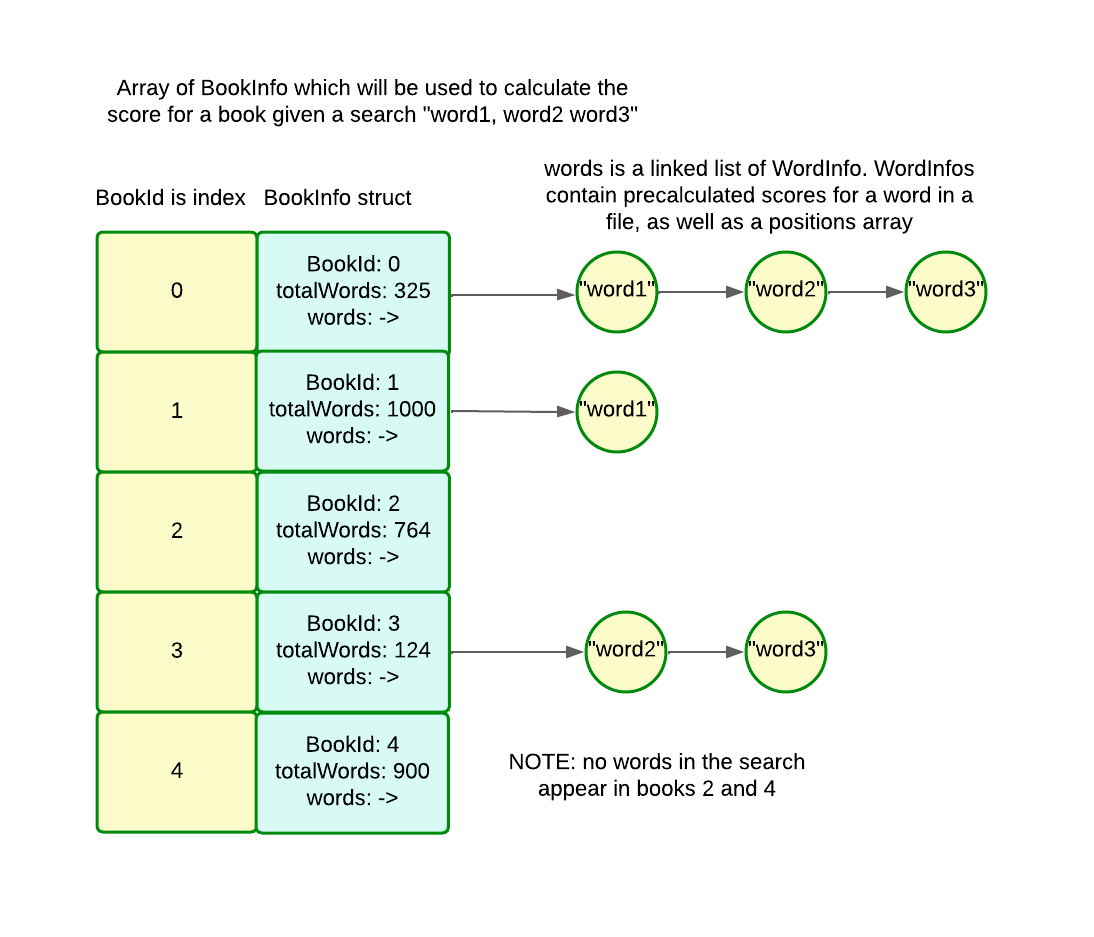 Array of BookInfo which will be used to calculate the
score for a book given a search "word1, word2 word3"
words is a linked list of WordInfo. WordInfos
contain precalculated scores for a word in a
file, as well as a positions array
BookId is index
BookInfo struct
0
BookId: 0
totalWords: 325
words: ->
"word1"
"word2"
"word3"
1
BookId: 1
totalWords: 1000
words: ->
"word1"
2
BookId: 2
totalWords: 764
words: ->
3
BookId: 3
totalWords: 124
words: ->
"word2"
"word3"
4
BookId: 4
totalWords: 900
words: ->
NOTE: no words in the search
appear in books 2 and 4